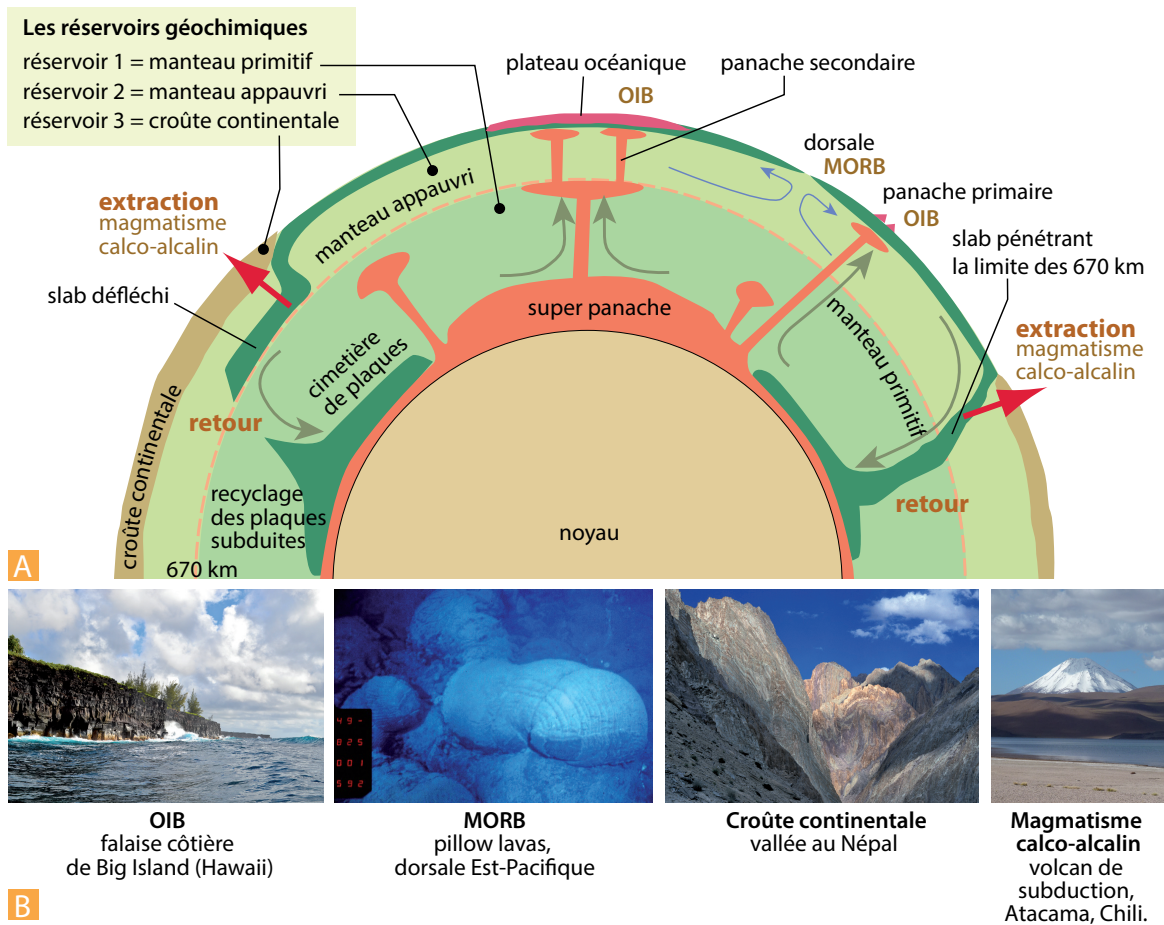 Les réservoirs géochimiques
réservoir 1 = manteau primitif
réservoir 2 = manteau appauvri
réservoir 3 = croûte continentale
plateau océanique
OIB
panache secondaire
dorsale
MORB
panache primaire
OIB
slab pénétrant
la limite des 670 km
extraction
magmatisme
calco-alcalin
extraction
magmatisme
calco-alcalin
slab défléchi
manteau appauvri
super panache
cimetière
de plaques
manteau primitif
retour
retour
croûte continentale
recyclage
des plaques
subduites
670 km
noyau
A
49-
825
001
592
OIB
falaise côtière
de Big Island (Hawaii)
MORB
pillow lavas,
dorsale Est-Pacifique
Croûte continentale
vallée au Népal
Magmatisme
calco-alcalin
volcan de
subduction,
Atacama, Chili.
B